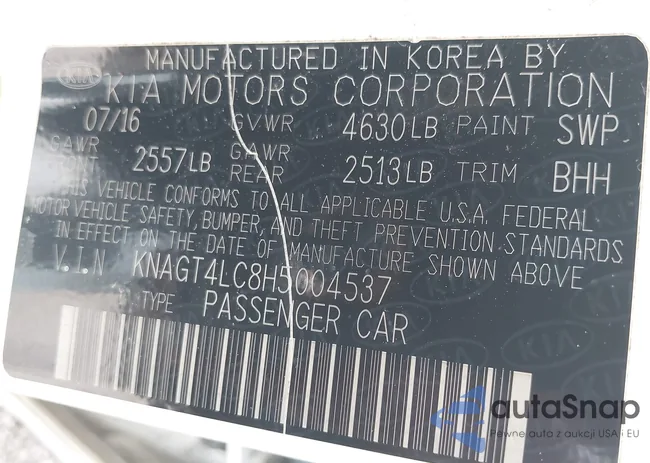 MANUFACTURED IN KOREA BY
KIA MOTORS CORPORATION
07/16 GVWR 4630LB PAINT SWP
GAWR 2557LB GAWR REAR 2513LB TRIM BHH
THIS VEHICLE CONFORMS TO ALL APPLICABLE U.S.A. FEDERAL
MOTOR VEHICLE SAFETY, BUMPER, AND THEFT PREVENTION STANDARDS
IN EFFECT ON THE DATE OF MANUFACTURE SHOWN ABOVE
V.I.N KNAGT4LC8H5004537
TYPE PASSENGER CAR
KIA
autaSnap
Pewne auta z aukcji USA i EU